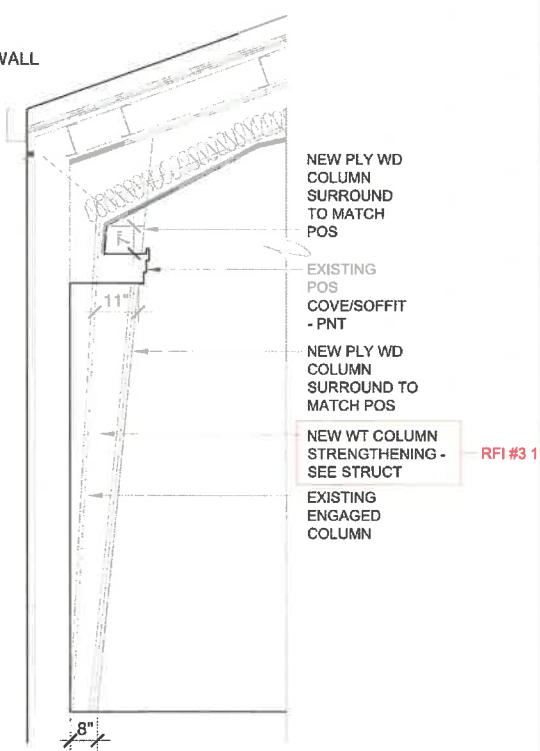 WALL
NEW PLY WD
COLUMN
SURROUND
TO MATCH
POS
7"
EXISTING
POS
COVE/SOFFIT
- PNT
11"
NEW PLY WD
COLUMN
SURROUND TO
MATCH POS
NEW WT COLUMN
STRENGTHENING -
SEE STRUCT
RFI #3 1
EXISTING
ENGAGED
COLUMN
8"